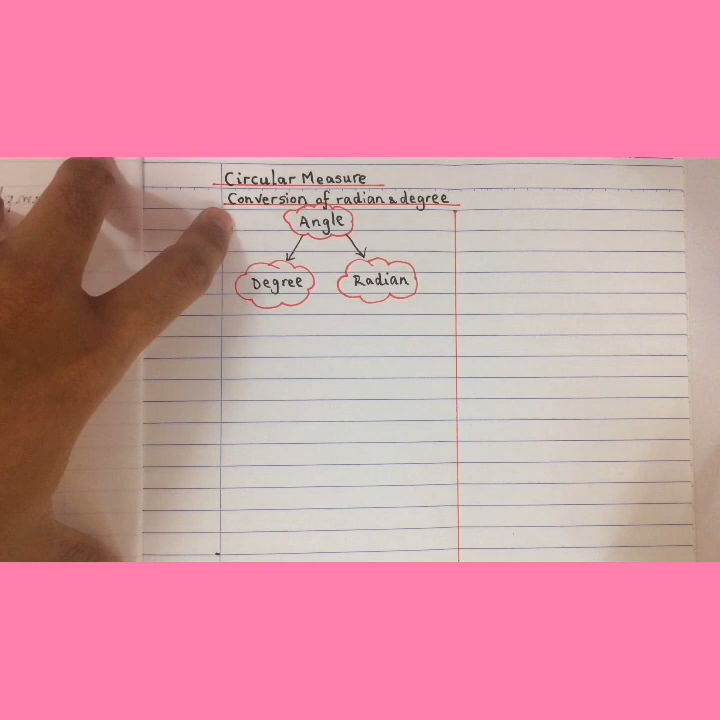 Circular Measure
Conversion of radian & degree
Angle
Degree
Radian